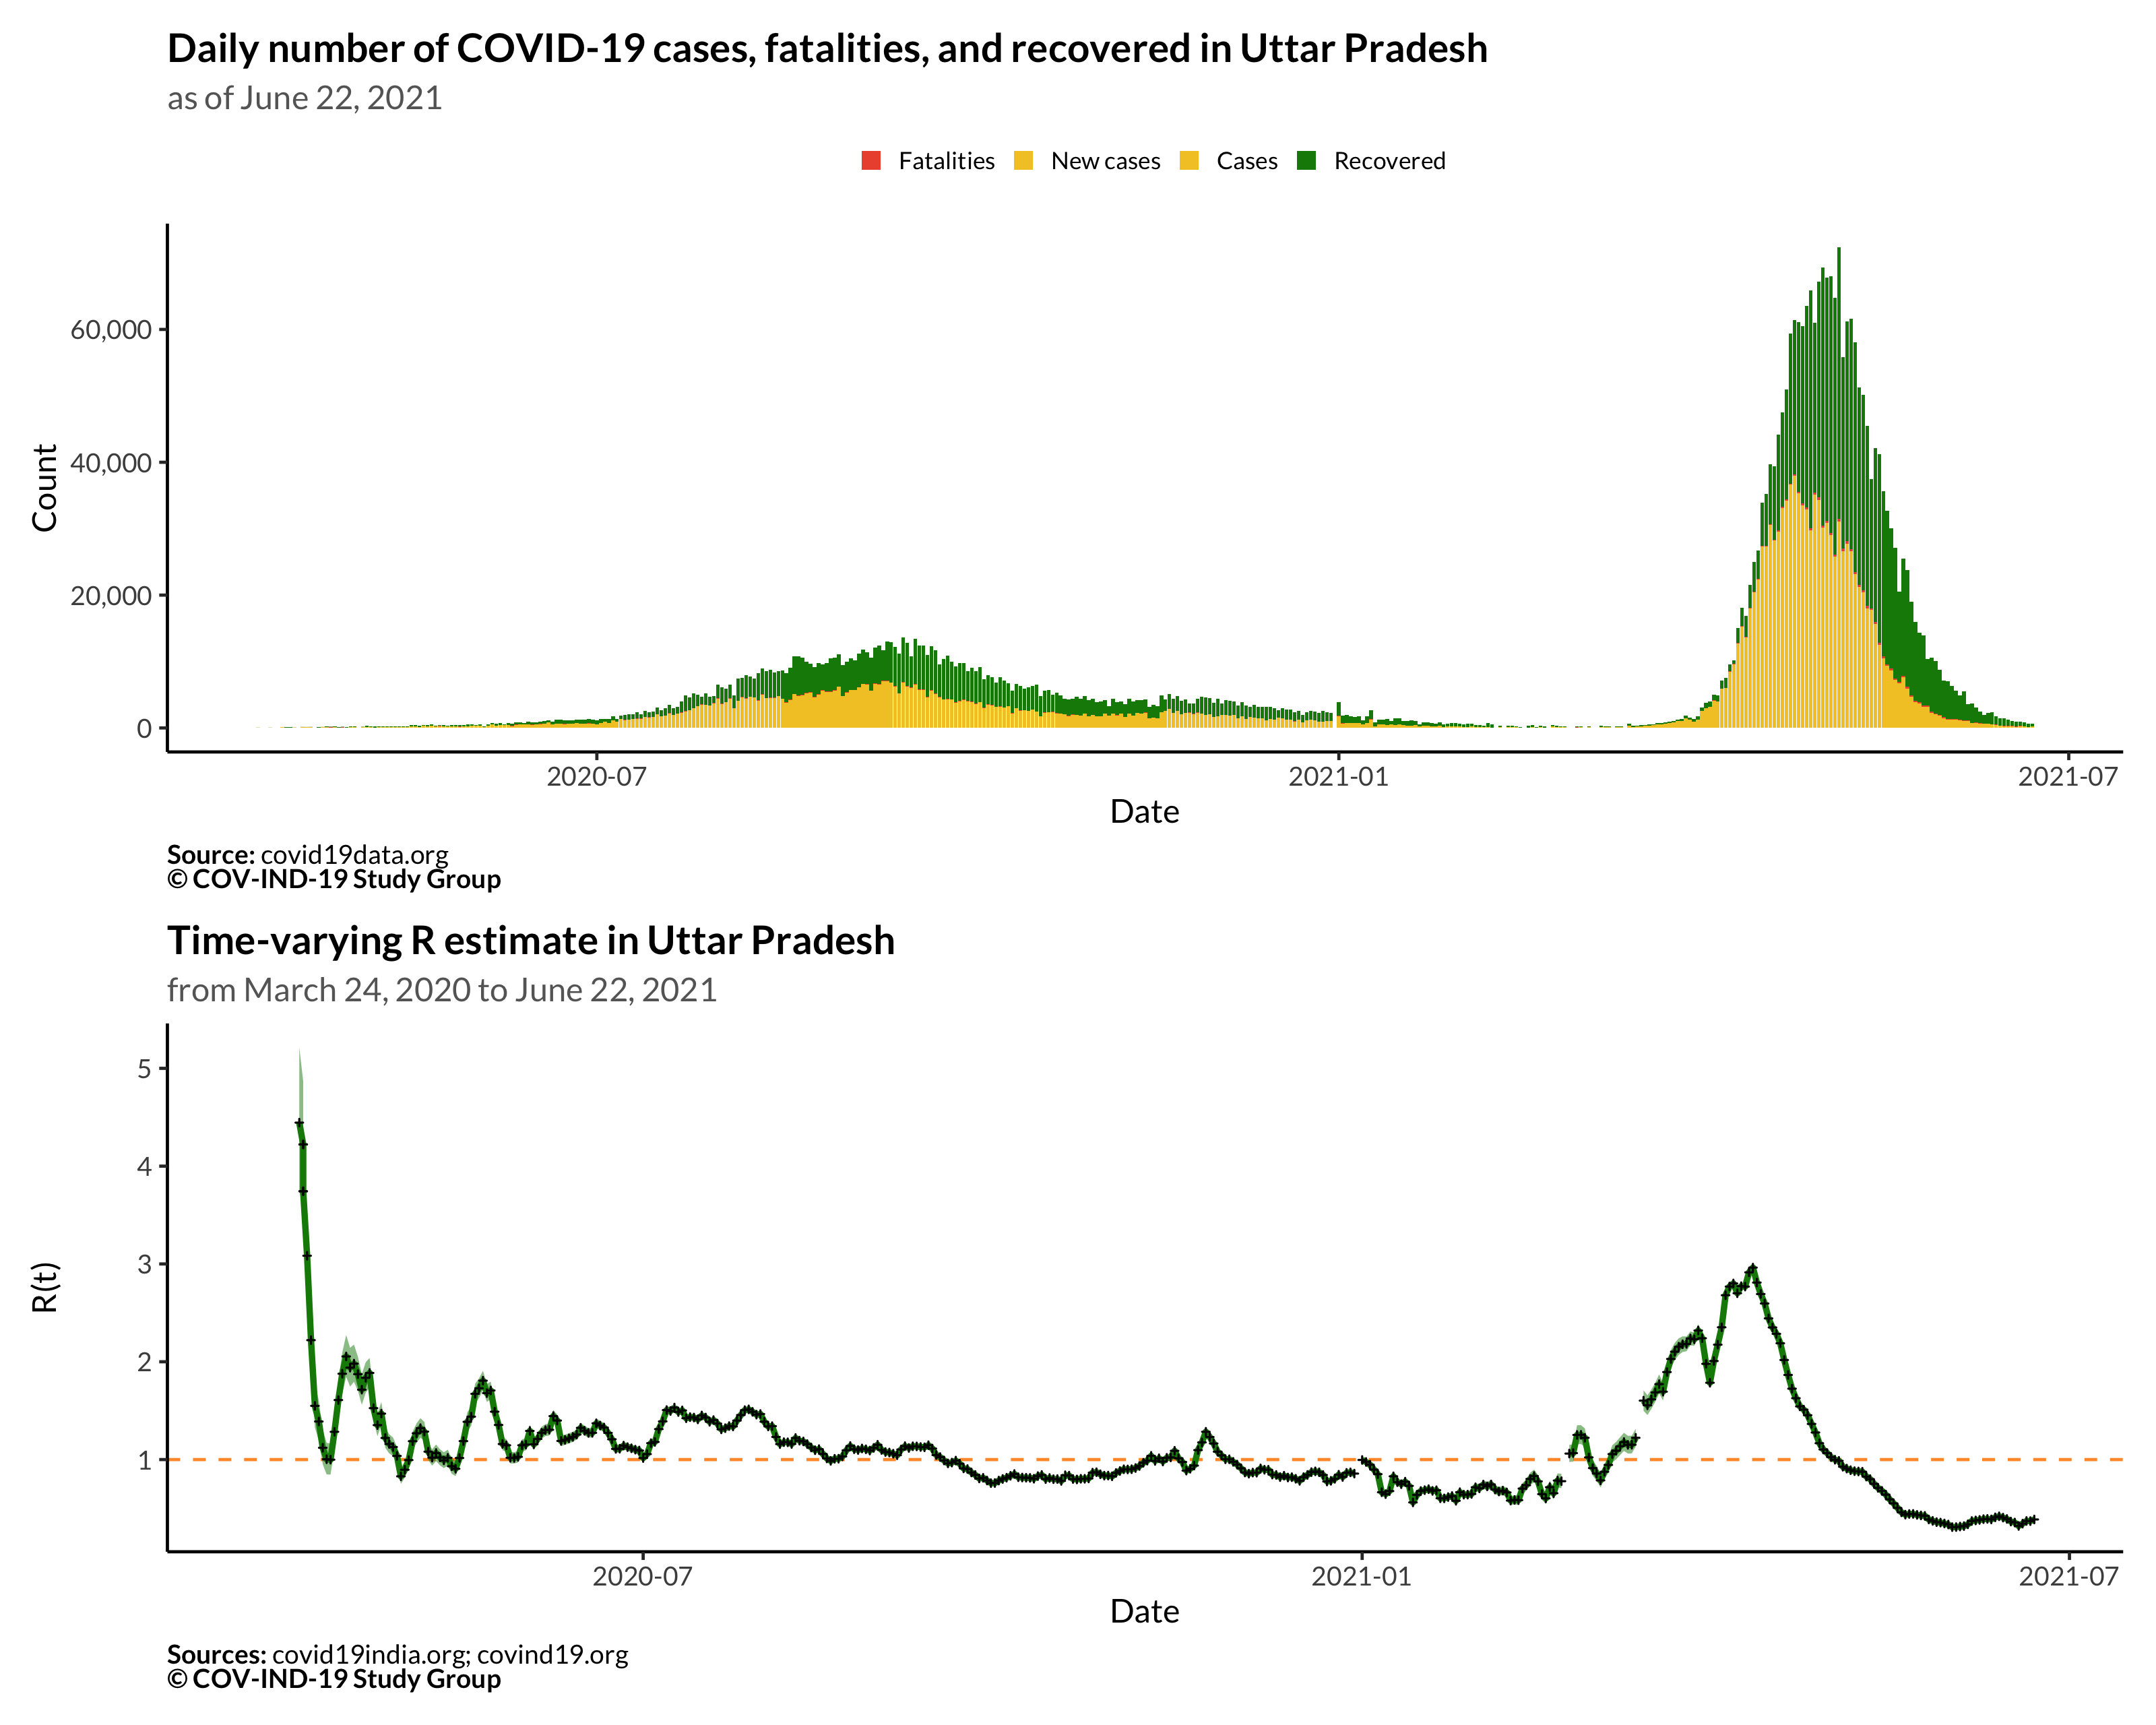 Daily number of COVID-19 cases, fatalities, and recovered in Uttar Pradesh
as of June 22, 2021
Fatalities New cases Cases Recovered
Count
60,000
40,000
20,000
0
2020-07 2021-01 2021-07
Date
Source: covid19data.org
© COV-IND-19 Study Group
Time-varying R estimate in Uttar Pradesh
from March 24, 2020 to June 22, 2021
R(t)
5
4
3
2
1
2020-07 2021-01 2021-07
Date
Sources: covid19india.org; covind19.org
© COV-IND-19 Study Group